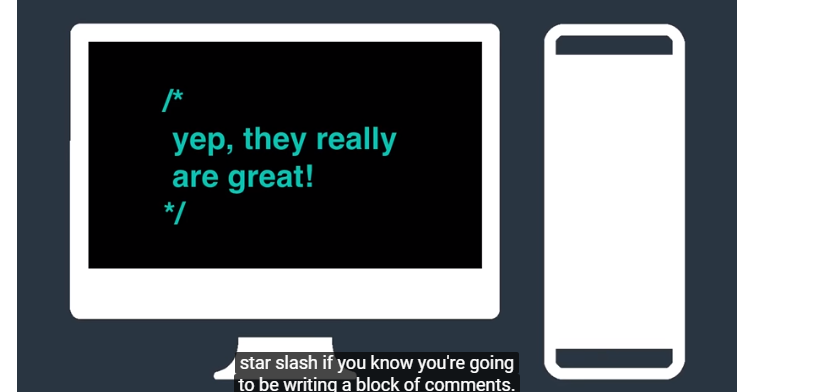 /*
yep, they really
are great!
*/
star slash if you know you're going
to be writing a block of comments.